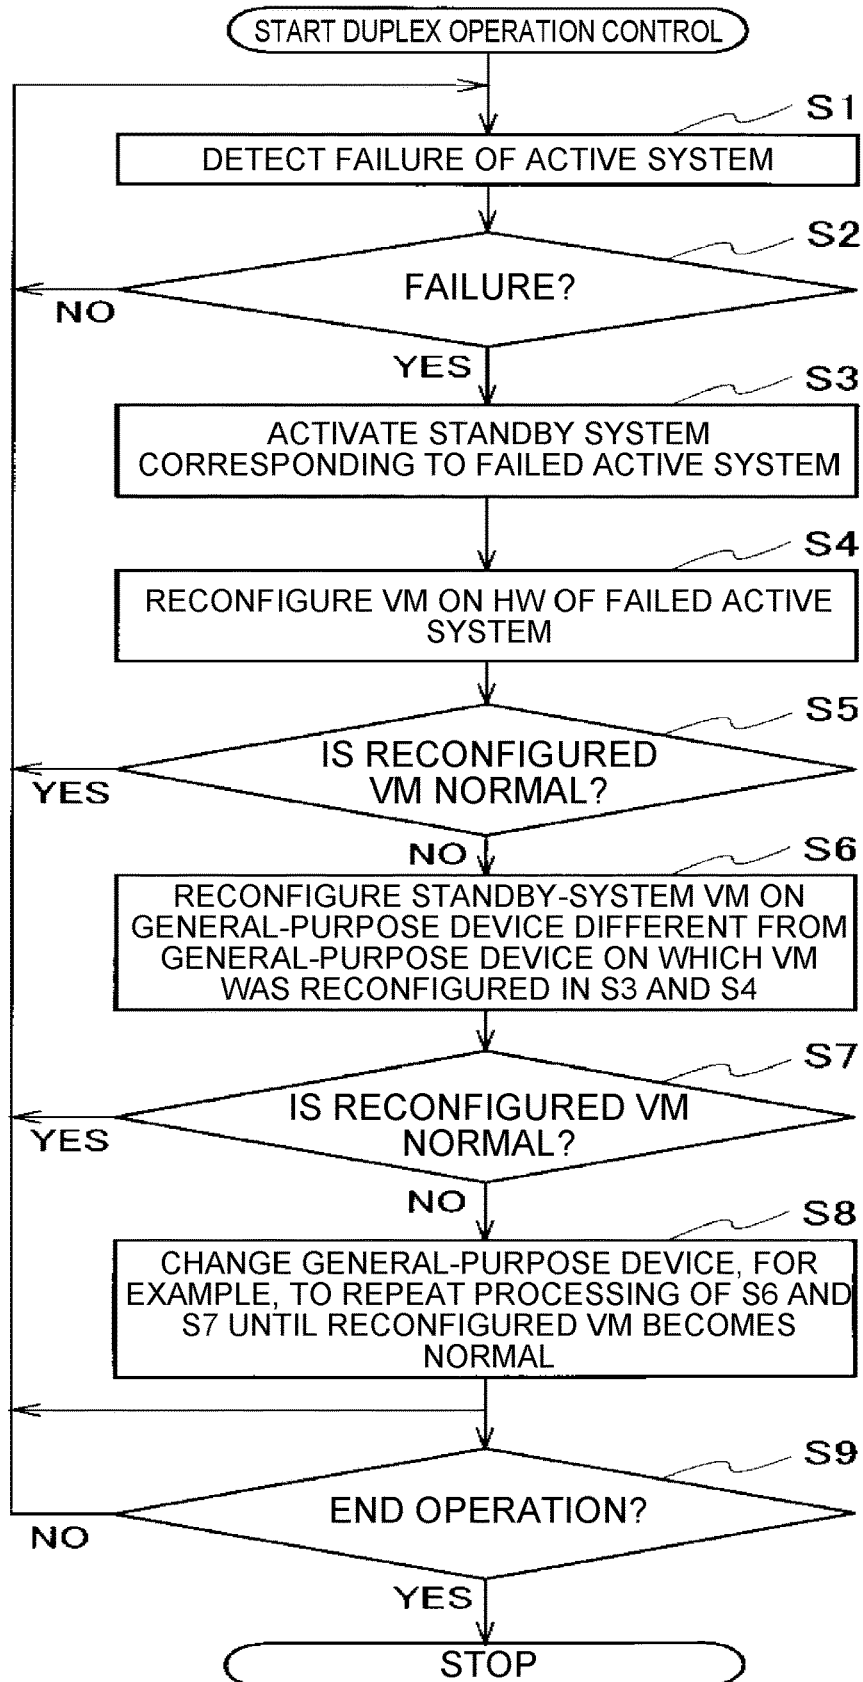 START DUPLEX OPERATION CONTROL
S1
DETECT FAILURE OF ACTIVE SYSTEM
S2
FAILURE?
NO
YES
S3
ACTIVATE STANDBY SYSTEM
CORRESPONDING TO FAILED ACTIVE SYSTEM
S4
RECONFIGURE VM ON HW OF FAILED ACTIVE
SYSTEM
S5
IS RECONFIGURED
VM NORMAL?
YES
NO
S6
RECONFIGURE STANDBY-SYSTEM VM ON
GENERAL-PURPOSE DEVICE DIFFERENT FROM
GENERAL-PURPOSE DEVICE ON WHICH VM
WAS RECONFIGURED IN S3 AND S4
S7
IS RECONFIGURED VM
NORMAL?
YES
NO
S8
CHANGE GENERAL-PURPOSE DEVICE, FOR
EXAMPLE, TO REPEAT PROCESSING OF S6 AND
S7 UNTIL RECONFIGURED VM BECOMES
NORMAL
S9
END OPERATION?
NO
YES
STOP